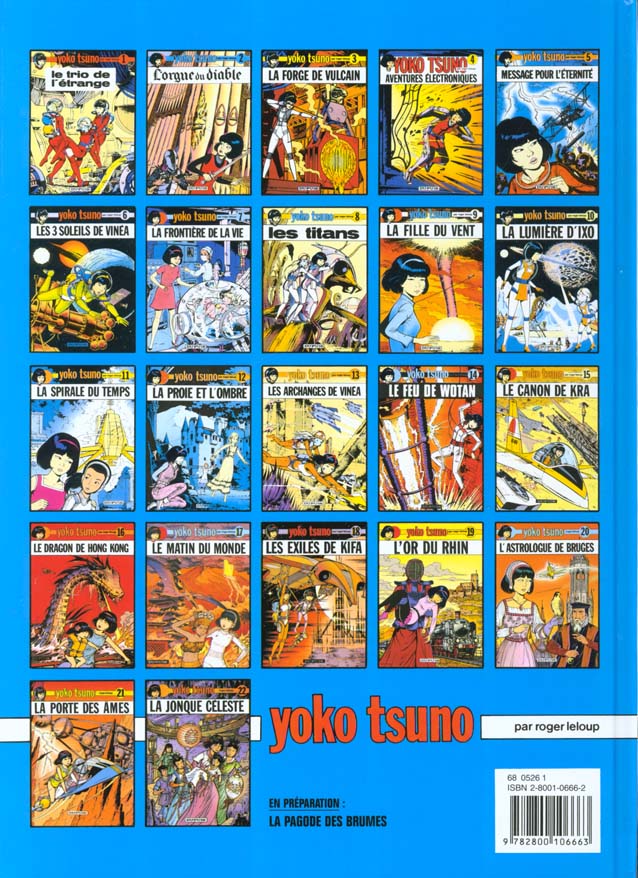 yoko tsuno 1
le trio de
l'étrange
yoko tsuno 2
L'orgue du diable
yoko tsuno 3
LA FORGE DE VULCAIN
YOKO TSUNO 4
AVENTURES ÉLECTRONIQUES
yoko tsuno 5
MESSAGE POUR L'ÉTERNITÉ
yoko tsuno 6
LES 3 SOLEILS DE VINÉA
yoko tsuno 7
LA FRONTIÈRE DE LA VIE
yoko tsuno 8
les titans
yoko tsuno 9
LA FILLE DU VENT
yoko tsuno 10
LA LUMIÈRE D'IXO
yoko tsuno 11
LA SPIRALE DU TEMPS
yoko tsuno 12
LA PROIE ET L'OMBRE
yoko tsuno 13
LES ARCHANGES DE VINEA
yoko tsuno 14
LE FEU DE WOTAN
yoko tsuno 15
LE CANON DE KRA
yoko tsuno 16
LE DRAGON DE HONG KONG
yoko tsuno 17
LE MATIN DU MONDE
yoko tsuno 18
LES EXILÉS DE KIFA
yoko tsuno 19
L'OR DU RHIN
yoko tsuno 20
L'ASTROLOGUE DE BRUGES
yoko tsuno 21
LA PORTE DES ÂMES
yoko tsuno 22
LA JONQUE CÉLESTE
yoko tsuno
par roger leloup
EN PRÉPARATION :
LA PAGODE DES BRUMES
68 0526 1
ISBN 2-8001-0666-2
9 782800 106663